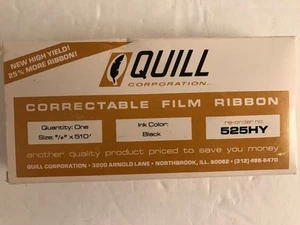 NEW HIGH YIELD!
25% MORE RIBBON!
QUILL
CORPORATION
CORRECTABLE FILM RIBBON
Quantity: One
Size: 5/16" x 510'
Ink Color:
Black
re-order no.
525HY
another quality product priced to save you money
QUILL CORPORATION • 3200 ARNOLD LANE • NORTHBROOK, ILL. 60062 • (312) 498-6470